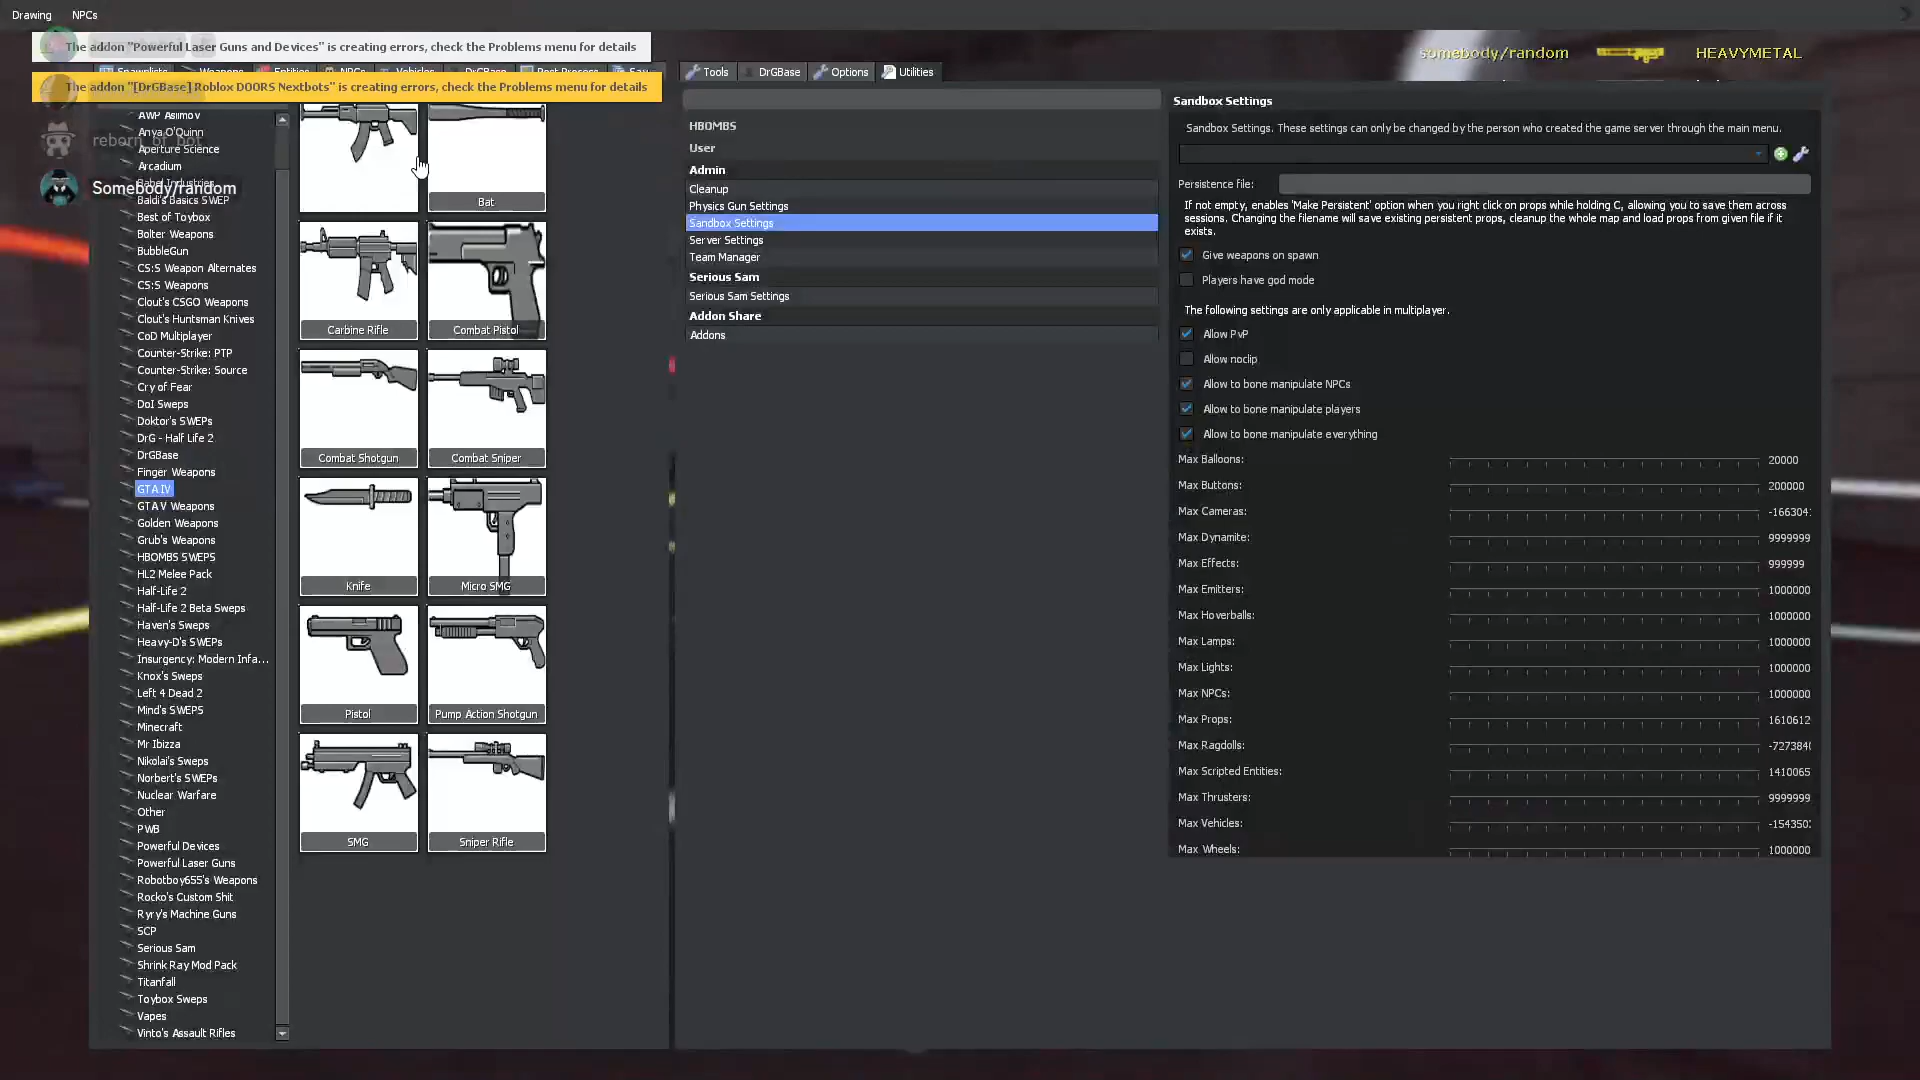 Drawing NPCs
The addon "Powerful Laser Guns and Devices" is creating errors, check the Problems menu for details
The addon "[DrGBase] Roblox DOORS Nextbots" is creating errors, check the Problems menu for details
reborn_of_bot
Somebody/random
somebody/random HEAVYMETAL
Spawnlists Weapons Entities NPCs Vehicles DrGBase Post Process
AWP Asiimov
Anya O'Quinn
Aperture Science
Arcadium
Babel Industries
Baldi's Basics SWEP
Best of Toybox
Bolter Weapons
BubbleGun
CS:S Weapon Alternates
CS:S Weapons
Clout's CSGO Weapons
Clout's Huntsman Knives
CoD Multiplayer
Counter-Strike: PTP
Counter-Strike: Source
Cry of Fear
DoI Sweps
Doktor's SWEPs
DrG - Half Life 2
DrGBase
Finger Weapons
GTA IV
GTA V Weapons
Golden Weapons
Grub's Weapons
HBOMBS SWEPS
HL2 Melee Pack
Half-Life 2
Half-Life 2 Beta Sweps
Haven's Sweps
Heavy-D's SWEPs
Insurgency: Modern Infa...
Knox's Sweps
Left 4 Dead 2
Mind's SWEPS
Minecraft
Mr Ibizza
Nikolai's Sweps
Norbert's SWEPs
Nuclear Warfare
Other
PWB
Powerful Devices
Powerful Laser Guns
Robotboy655's Weapons
Rocko's Custom Shit
Ryry's Machine Guns
SCP
Serious Sam
Shrink Ray Mod Pack
Titanfall
Toybox Sweps
Vapes
Vinto's Assault Rifles
Bat
Carbine Rifle Combat Pistol
Combat Shotgun Combat Sniper
Knife Micro SMG
Pistol Pump Action Shotgun
SMG Sniper Rifle
Tools DrGBase Options Utilities
HBOMBS
User
Admin
Cleanup
Physics Gun Settings
Sandbox Settings
Server Settings
Team Manager
Serious Sam
Serious Sam Settings
Addon Share
Addons
Sandbox Settings
Sandbox Settings. These settings can only be changed by the person who created the game server through the main menu.
Persistence file:
If not empty, enables 'Make Persistent' option when you right click on props while holding C, allowing you to save them across
sessions. Changing the filename will save existing persistent props, cleanup the whole map and load props from given file if it
exists.
Give weapons on spawn
Players have god mode
The following settings are only applicable in multiplayer.
Allow PvP
Allow noclip
Allow to bone manipulate NPCs
Allow to bone manipulate players
Allow to bone manipulate everything
Max Balloons: 20000
Max Buttons: 200000
Max Cameras: -166304
Max Dynamite: 9999999
Max Effects: 999999
Max Emitters: 1000000
Max Hoverballs: 1000000
Max Lamps: 1000000
Max Lights: 1000000
Max NPCs: 1000000
Max Props: 1610612
Max Ragdolls: -727384
Max Scripted Entities: 1410065
Max Thrusters: 9999999
Max Vehicles: -154350
Max Wheels: 1000000